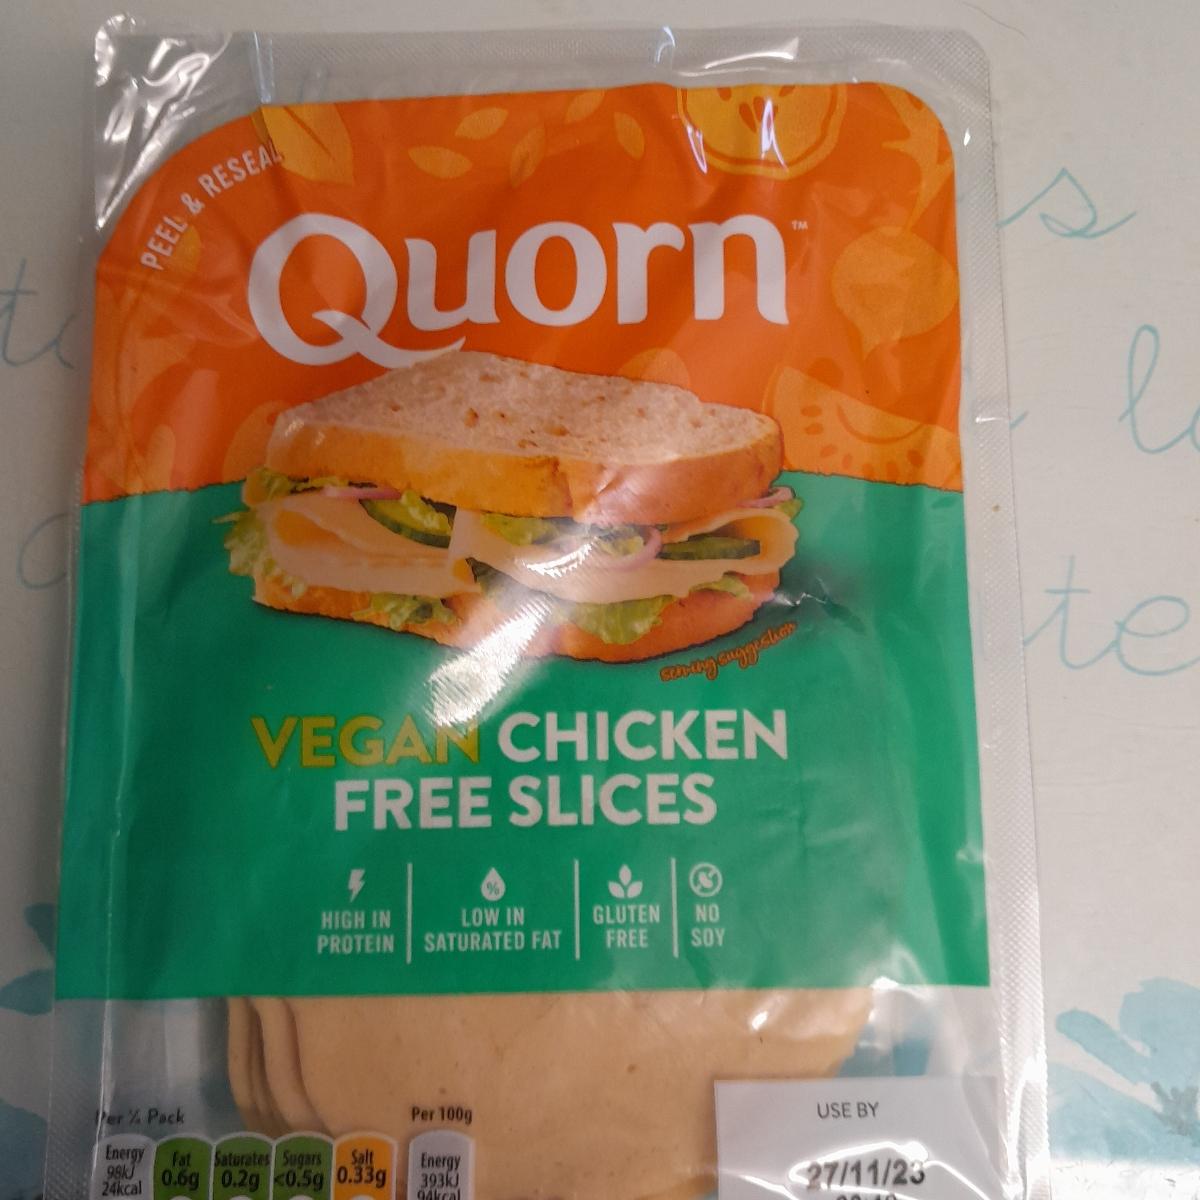 PEEL & RESEAL
Quorn™
serving suggestion
VEGAN CHICKEN
FREE SLICES
HIGH IN
PROTEIN
LOW IN
SATURATED FAT
GLUTEN
FREE
NO
SOY
Per ¼ Pack
Energy
98kJ
24kcal
Fat
0.6g
Saturates
0.2g
Sugars
<0.5g
Salt
0.33g
Per 100g
Energy
393kJ
94kcal
USE BY
27/11/23